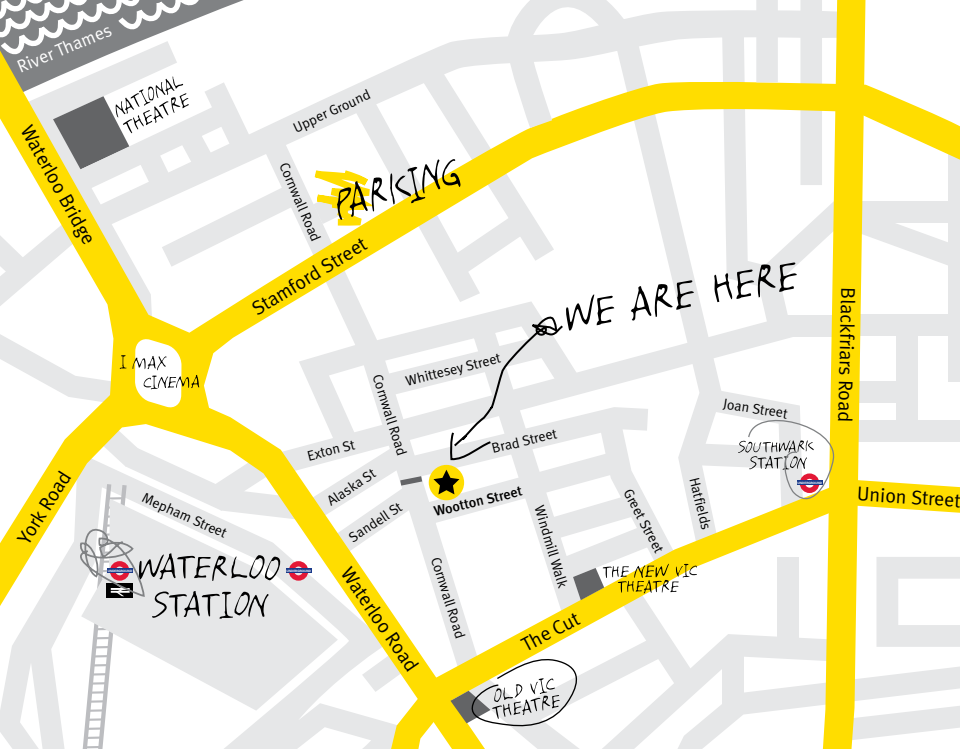 River Thames
NATIONAL
THEATRE
Upper Ground
Waterloo Bridge
Cornwall Road
PARKING
Stamford Street
WE ARE HERE
Blackfriars Road
I MAX
CINEMA
Whittesey Street
Cornwall Road
Joan Street
Exton St
Brad Street
SOUTHWARK
STATION
Alaska St
Wootton Street
Union Street
York Road
Mepham Street
Sandell St
Windmill Walk
Greet Street
Hatfields
WATERLOO
STATION
Waterloo Road
Cornwall Road
THE NEW VIC
THEATRE
The Cut
OLD VIC
THEATRE